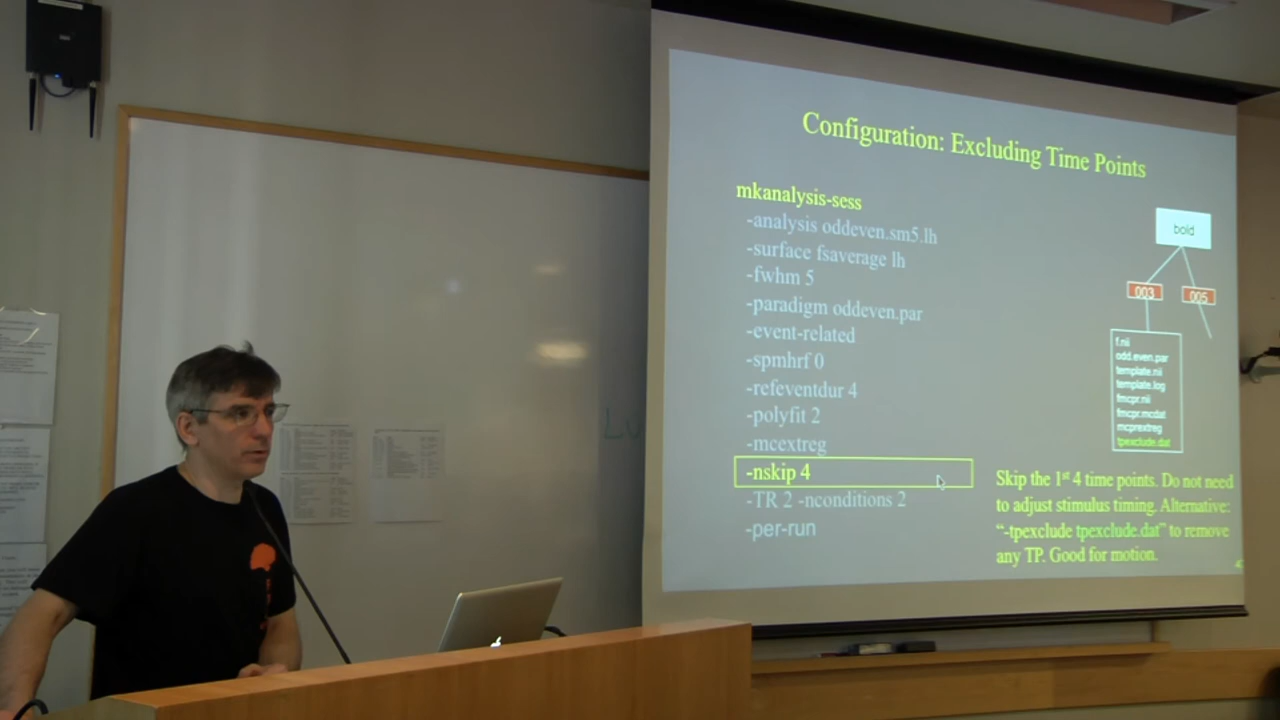 Configuration: Excluding Time Points
mkanalysis-sess
-analysis oddeven.sm5.lh
-surface fsaverage lh
-fwhm 5
-paradigm oddeven.par
-event-related
-spmhrf 0
-refeventdur 4
-polyfit 2
-mcextreg
-nskip 4
-TR 2 -nconditions 2
-per-run
bold
003
005
f.nii
odd.even.par
template.nii
template.log
fmcpr.nii
fmcpr.mcdat
mcprextreg
tpexclude.dat
Skip the 1st 4 time points. Do not need
to adjust stimulus timing. Alternative:
“-tpexclude tpexclude.dat” to remove
any TP. Good for motion.